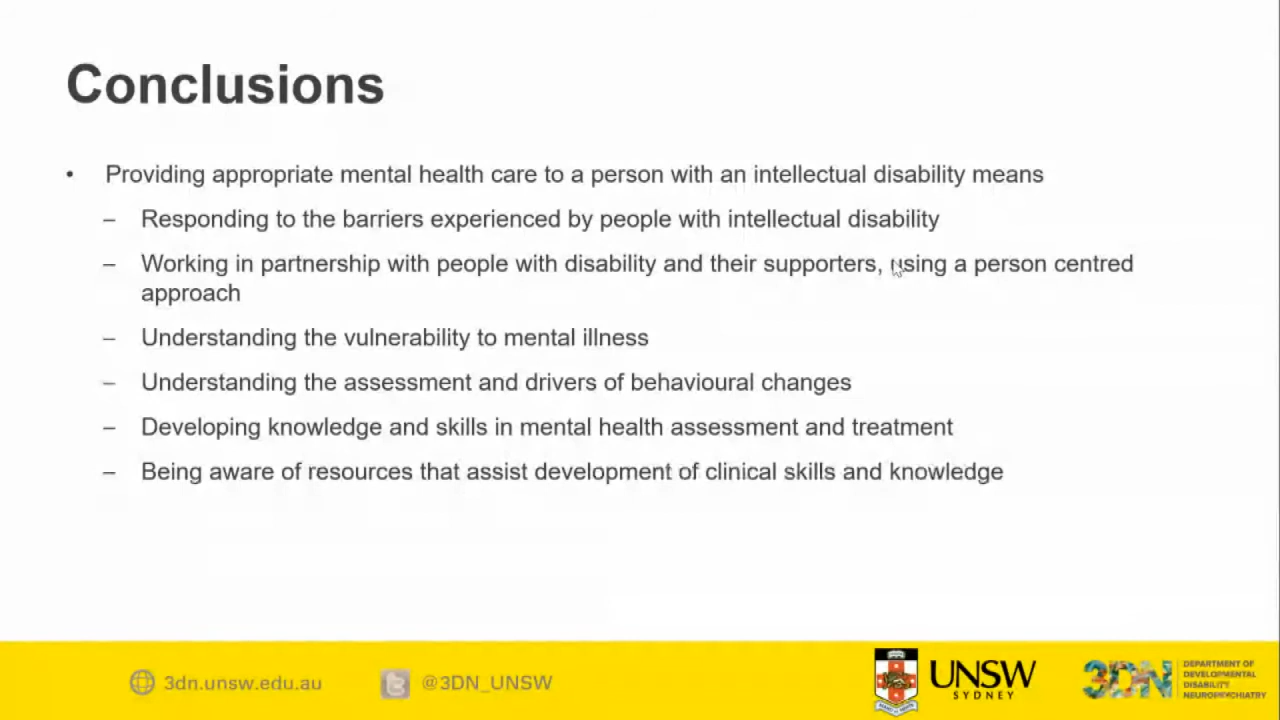 Conclusions
• Providing appropriate mental health care to a person with an intellectual disability means
– Responding to the barriers experienced by people with intellectual disability
– Working in partnership with people with disability and their supporters, using a person centred
approach
– Understanding the vulnerability to mental illness
– Understanding the assessment and drivers of behavioural changes
– Developing knowledge and skills in mental health assessment and treatment
– Being aware of resources that assist development of clinical skills and knowledge
3dn.unsw.edu.au
@3DN_UNSW
UNSW
SYDNEY
3DN
DEPARTMENT OF
DEVELOPMENTAL
DISABILITY
NEUROPSYCHIATRY